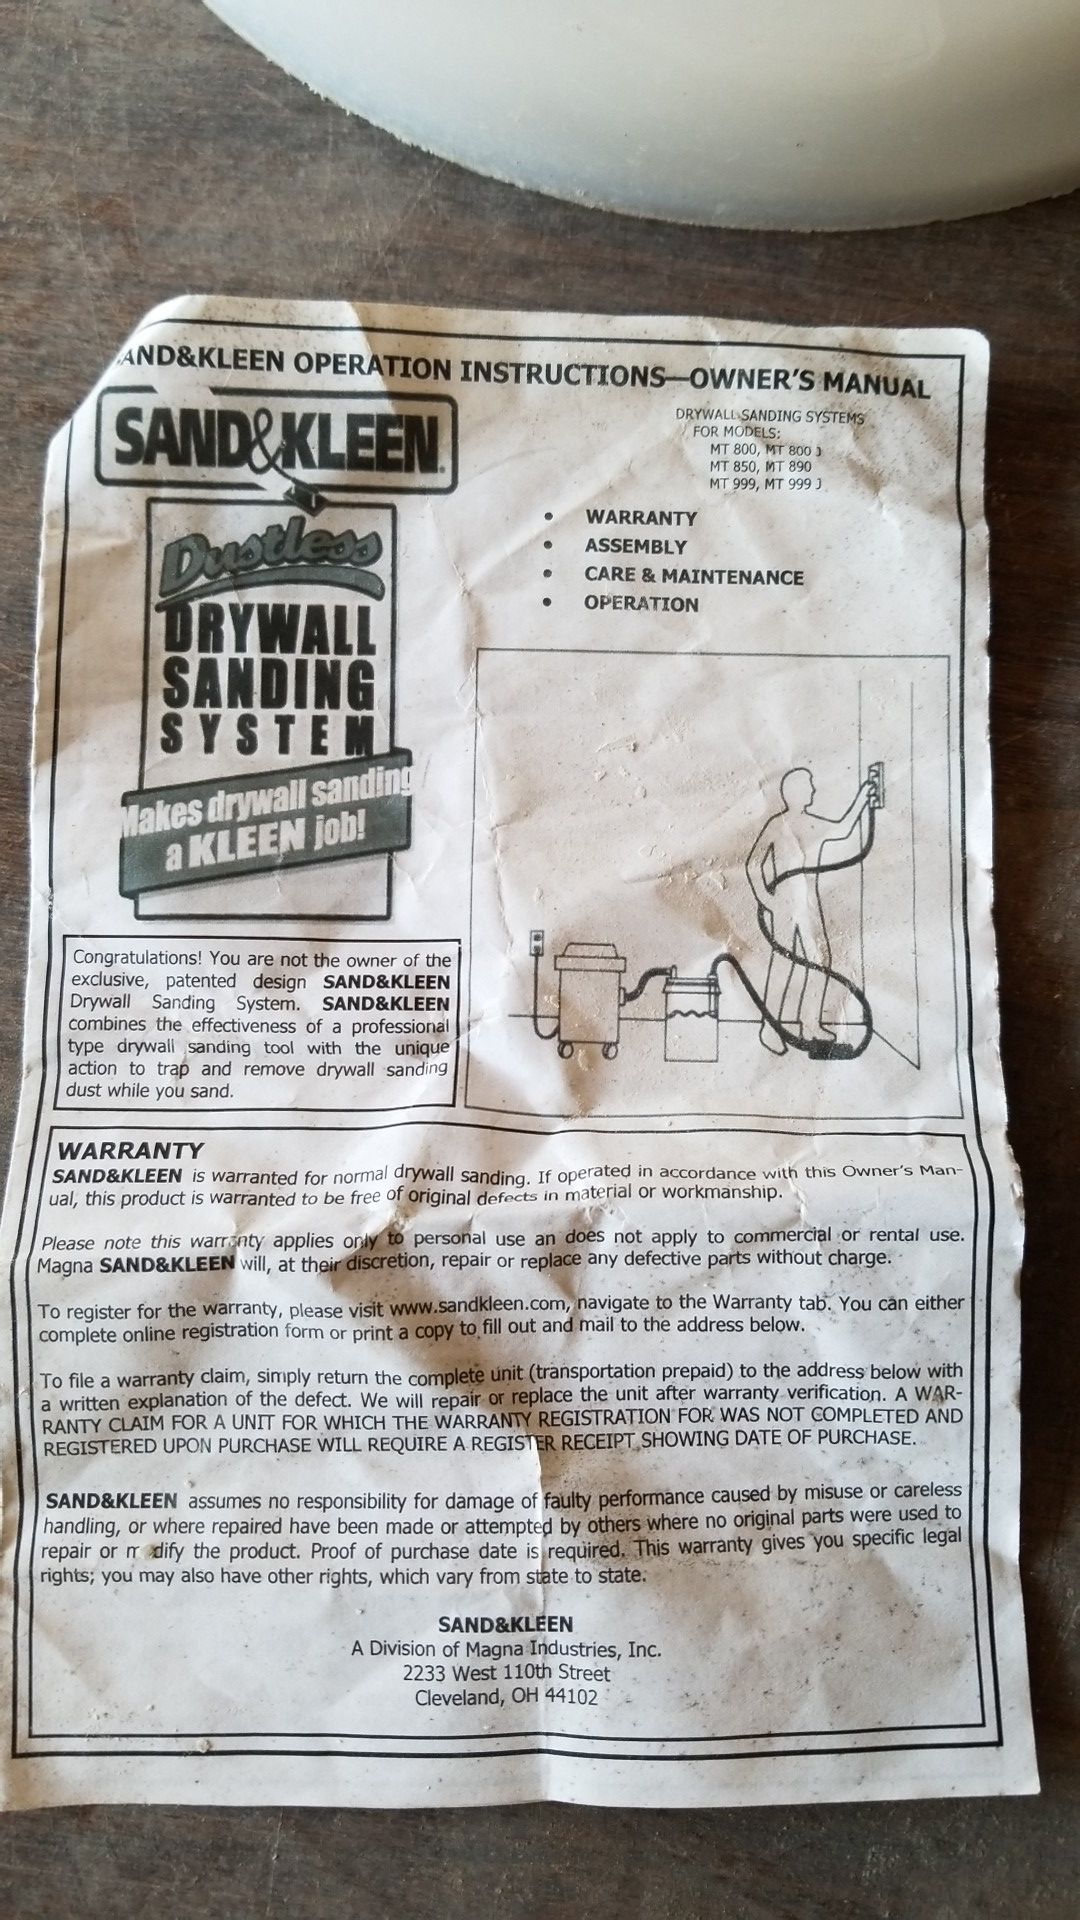 AND&KLEEN OPERATION INSTRUCTIONS—OWNER'S MANUAL
SAND&KLEEN
DRYWALL SANDING SYSTEMS
FOR MODELS:
MT 800, MT 800 J
MT 850, MT 890
MT 999, MT 999 J
• WARRANTY
• ASSEMBLY
• CARE & MAINTENANCE
• OPERATION
Dustless
DRYWALL
SANDING
SYSTEM
Makes drywall sanding
a KLEEN job!
Congratulations! You are not the owner of the
exclusive, patented design SAND&KLEEN
Drywall Sanding System. SAND&KLEEN
combines the effectiveness of a professional
type drywall sanding tool with the unique
action to trap and remove drywall sanding
dust while you sand.
WARRANTY
SAND&KLEEN is warranted for normal drywall sanding. If operated in accordance with this Owner's Man-
ual, this product is warranted to be free of original defects in material or workmanship.
Please note this warranty applies only to personal use an does not apply to commercial or rental use.
Magna SAND&KLEEN will, at their discretion, repair or replace any defective parts without charge.
To register for the warranty, please visit www.sandkleen.com, navigate to the Warranty tab. You can either
complete online registration form or print a copy to fill out and mail to the address below.
To file a warranty claim, simply return the complete unit (transportation prepaid) to the address below with
a written explanation of the defect. We will repair or replace the unit after warranty verification. A WAR-
RANTY CLAIM FOR A UNIT FOR WHICH THE WARRANTY REGISTRATION FOR WAS NOT COMPLETED AND
REGISTERED UPON PURCHASE WILL REQUIRE A REGISTER RECEIPT SHOWING DATE OF PURCHASE.
SAND&KLEEN assumes no responsibility for damage of faulty performance caused by misuse or careless
handling, or where repaired have been made or attempted by others where no original parts were used to
repair or modify the product. Proof of purchase date is required. This warranty gives you specific legal
rights; you may also have other rights, which vary from state to state.
SAND&KLEEN
A Division of Magna Industries, Inc.
2233 West 110th Street
Cleveland, OH 44102